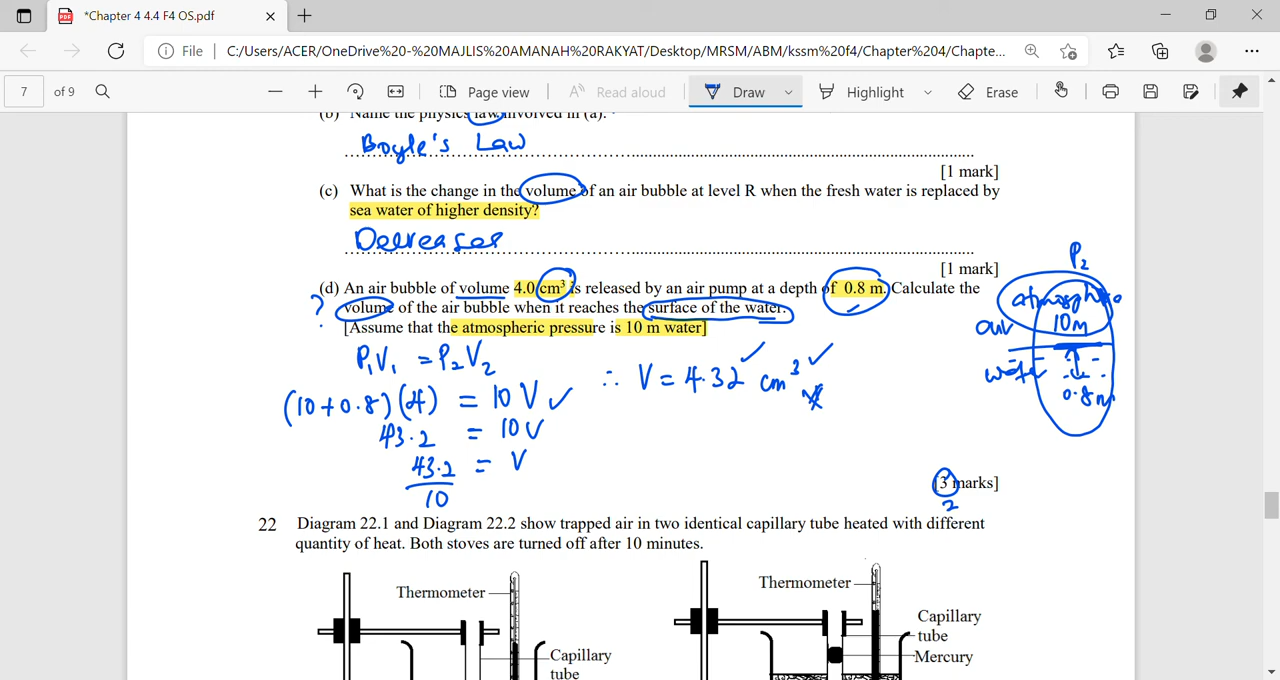 *Chapter 4 4.4 F4 OS.pdf
File C:/Users/ACER/OneDrive%20-%20MAJLIS%20AMANAH%20RAKYAT/Desktop/MRSM/ABM/kssm%20f4/Chapter%204/Chapte...
7 of 9 Page view Read aloud Draw Highlight Erase
(b) Name the physics law involved in (a).
Boyle's Law
[1 mark]
(c) What is the change in the volume of an air bubble at level R when the fresh water is replaced by
sea water of higher density?
Decreases
[1 mark]
P2
(d) An air bubble of volume 4.0 cm³ is released by an air pump at a depth of 0.8 m. Calculate the
? volume of the air bubble when it reaches the surface of the water.
[Assume that the atmospheric pressure is 10 m water]
atmosphere
10m
air
water
0.8m
P1V1 = P2V2
(10+0.8)(4) = 10V ✓
43.2 = 10V
43.2/10 = V
∴ V = 4.32 ✓ cm³ ✓
[3 marks]
2
22 Diagram 22.1 and Diagram 22.2 show trapped air in two identical capillary tube heated with different
quantity of heat. Both stoves are turned off after 10 minutes.
Thermometer
Capillary
tube
Thermometer
Capillary
tube
Mercury